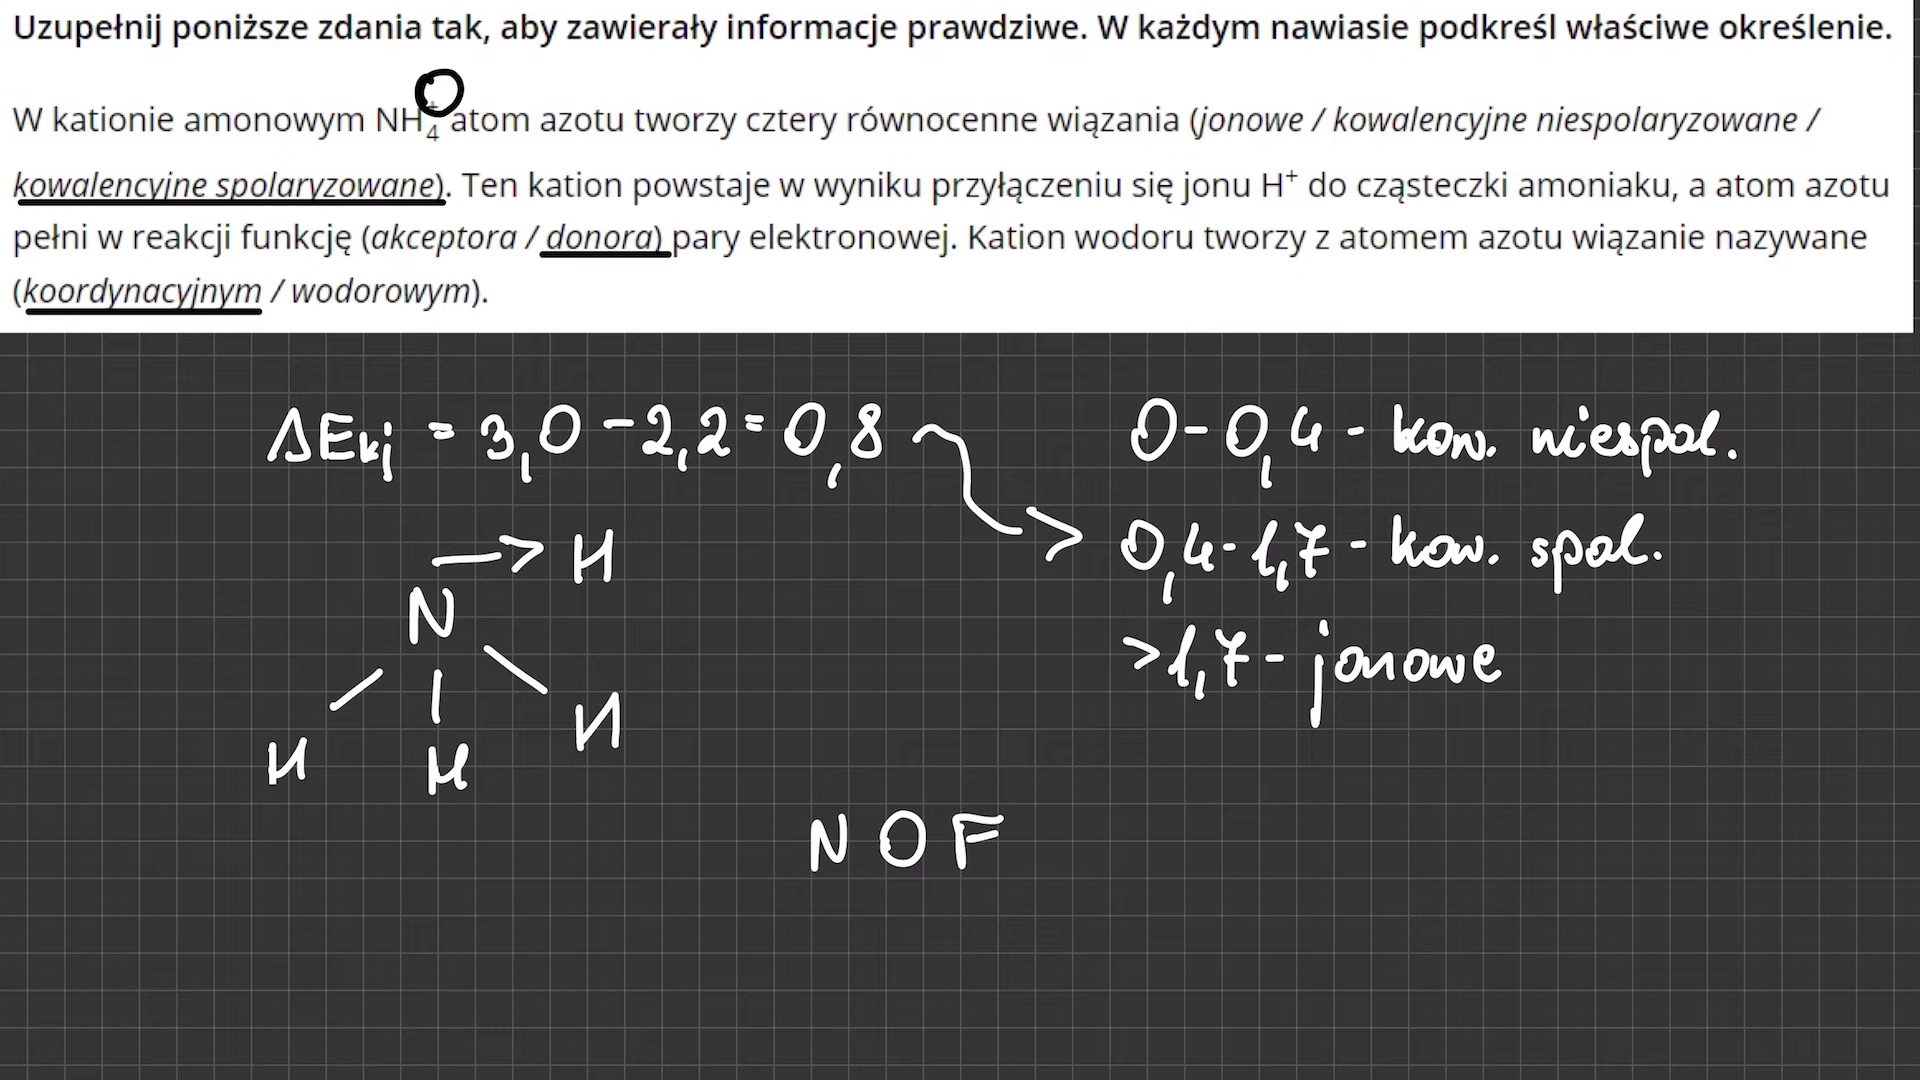 Uzupełnij poniższe zdania tak, aby zawierały informacje prawdziwe. W każdym nawiasie podkreśl właściwe określenie.
W kationie amonowym NH₄⁺ atom azotu tworzy cztery równocenne wiązania (jonowe / kowalencyjne niespolaryzowane /
kowalencyjne spolaryzowane). Ten kation powstaje w wyniku przyłączeniu się jonu H⁺ do cząsteczki amoniaku, a atom azotu
pełni w reakcji funkcję (akceptora / donora) pary elektronowej. Kation wodoru tworzy z atomem azotu wiązanie nazywane
(koordynacyjnym / wodorowym).
ΔEkj = 3,0 - 2,2 = 0,8
0 - 0,4 - kow. niespol.
0,4 - 1,7 - kow. spol.
>1,7 - jonowe
H
N
H H H
N O F